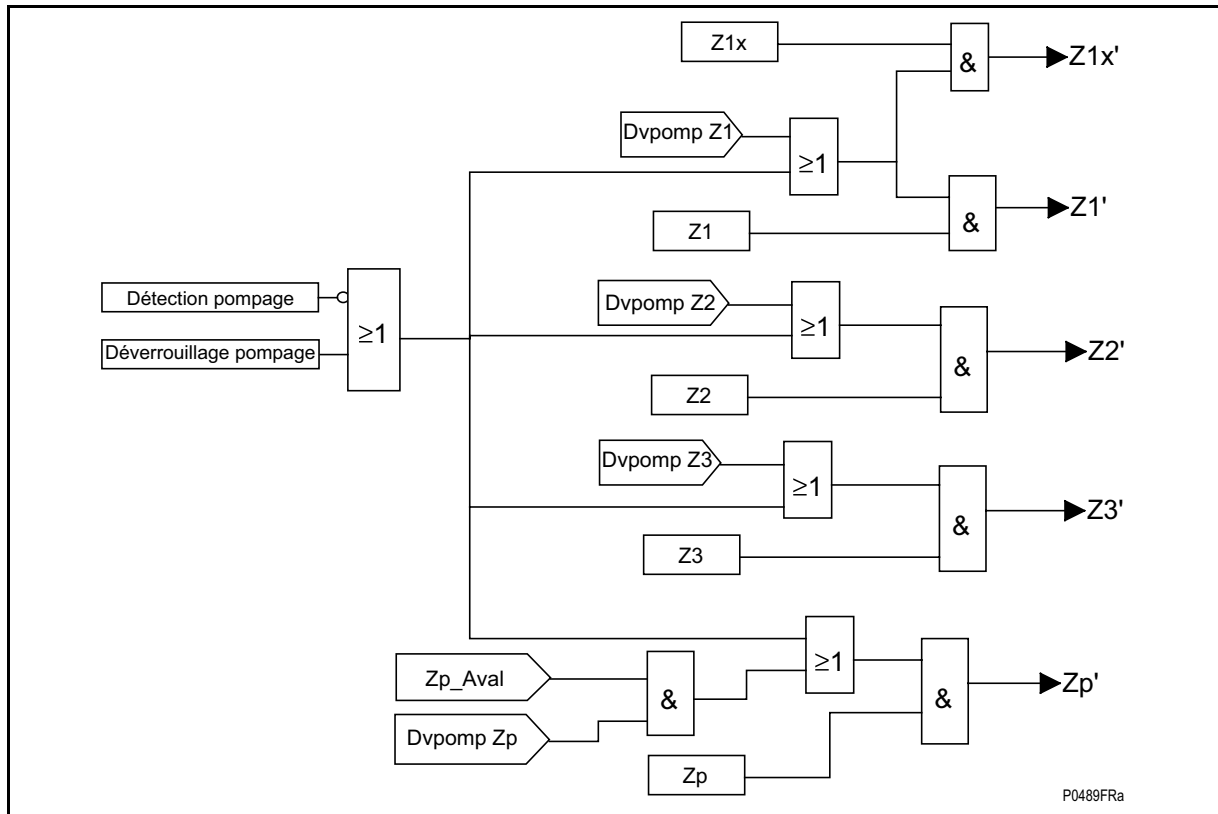 Z1x
&
Z1x'
Dvpomp Z1
≥1
Z1
&
Z1'
Détection pompage
Déverrouillage pompage
≥1
Dvpomp Z2
≥1
Z2
&
Z2'
Dvpomp Z3
≥1
Z3
&
Z3'
Zp_Aval
Dvpomp Zp
&
≥1
Zp
&
Zp'
P0489FRa